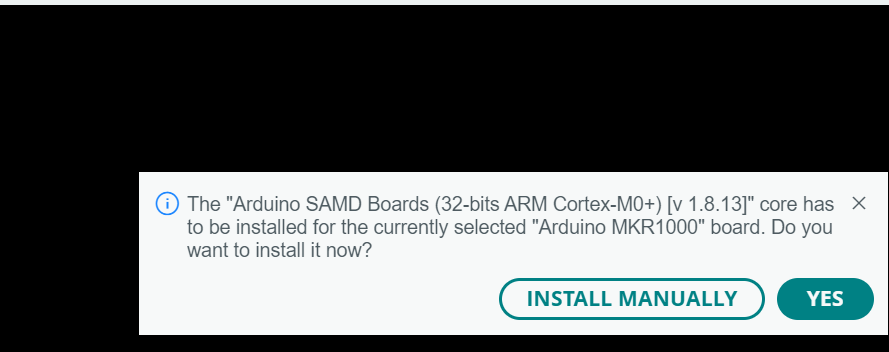 The "Arduino SAMD Boards (32-bits ARM Cortex-M0+) [v 1.8.13]" core has
to be installed for the currently selected "Arduino MKR1000" board. Do you
want to install it now?
INSTALL MANUALLY
YES